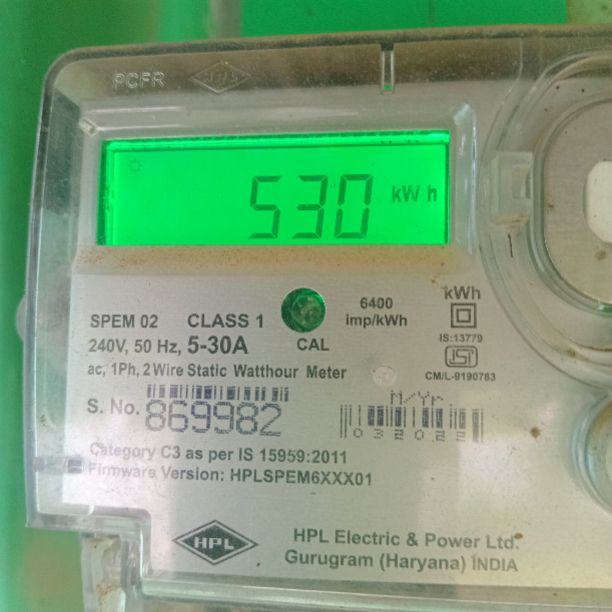 PCFR HPL
530 kWh
SPEM 02 CLASS 1
240V, 50 Hz, 5-30A
ac, 1Ph, 2 Wire Static Watthour Meter
CAL
6400
imp/kWh
kWh
IS:13779
ISI
CM/L-9190783
S. No. 869982
M/Yr
Category C3 as per IS 15959:2011
Firmware Version: HPLSPEM6XXX01
HPL
HPL Electric & Power Ltd.
Gurugram (Haryana) INDIA